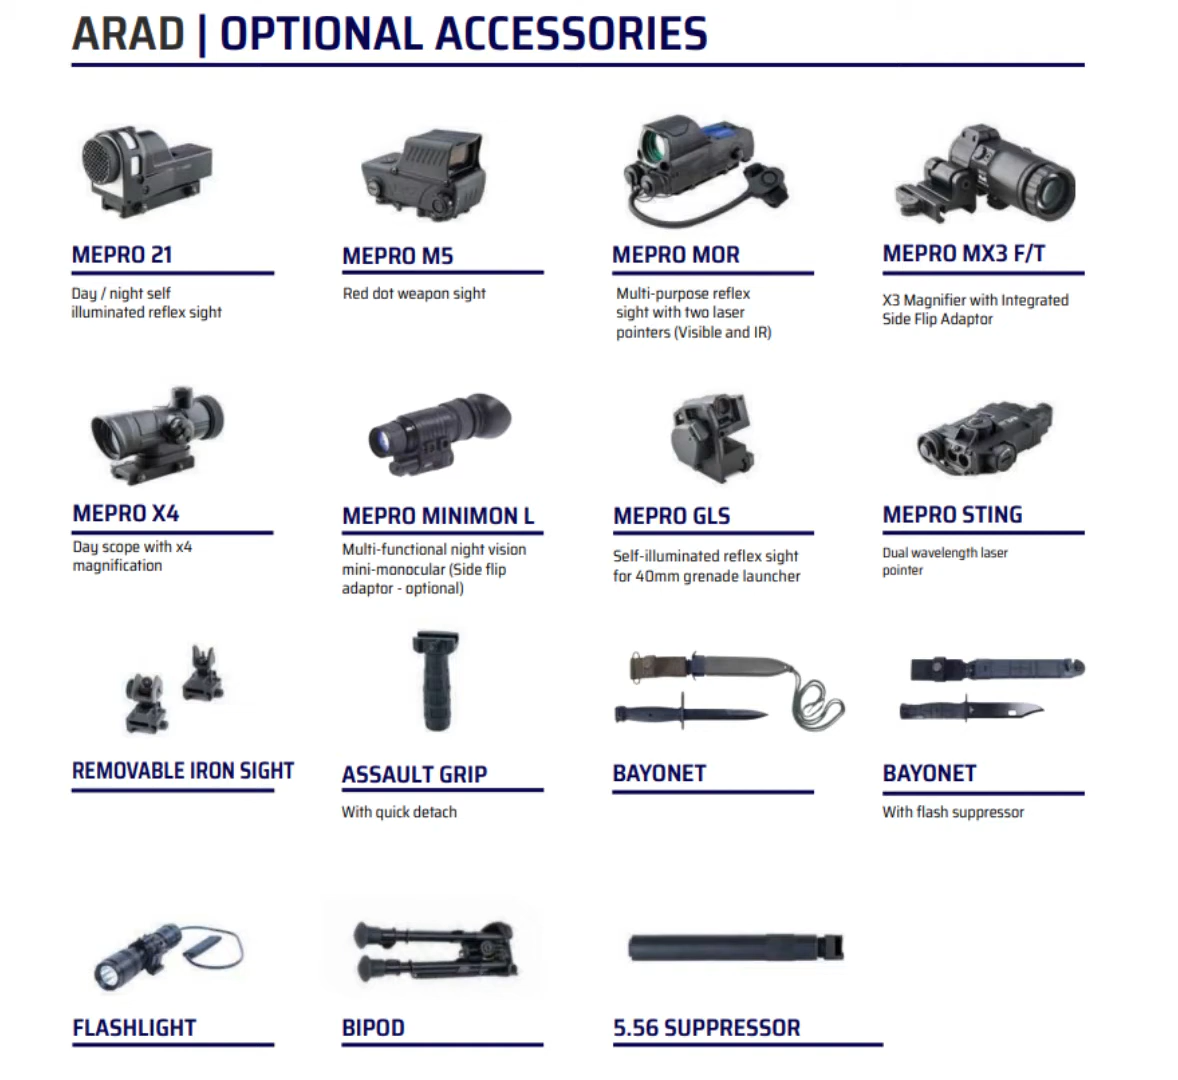 ARAD | OPTIONAL ACCESSORIES
MEPRO 21
Day / night self
illuminated reflex sight
MEPRO M5
Red dot weapon sight
MEPRO MOR
Multi-purpose reflex
sight with two laser
pointers (Visible and IR)
MEPRO MX3 F/T
X3 Magnifier with Integrated
Side Flip Adaptor
MEPRO X4
Day scope with x4
magnification
MEPRO MINIMON L
Multi-functional night vision
mini-monocular (Side flip
adaptor - optional)
MEPRO GLS
Self-illuminated reflex sight
for 40mm grenade launcher
MEPRO STING
Dual wavelength laser
pointer
REMOVABLE IRON SIGHT
ASSAULT GRIP
With quick detach
BAYONET
BAYONET
With flash suppressor
FLASHLIGHT
BIPOD
5.56 SUPPRESSOR